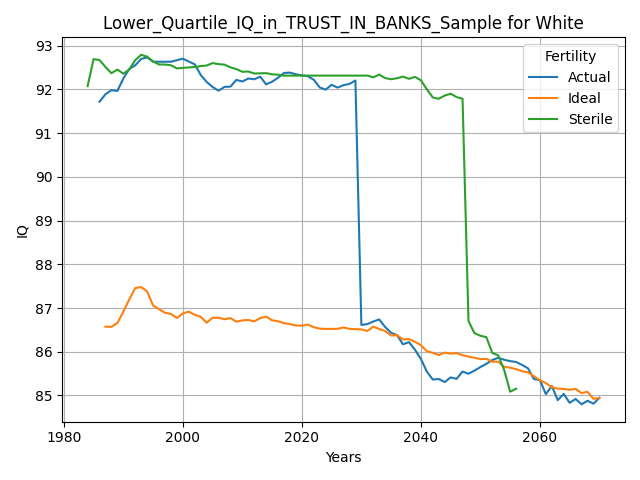 Lower_Quartile_IQ_in_TRUST_IN_BANKS_Sample for White
Fertility
Actual
Ideal
Sterile
IQ
93
92
91
90
89
88
87
86
85
1980
2000
2020
2040
2060
Years